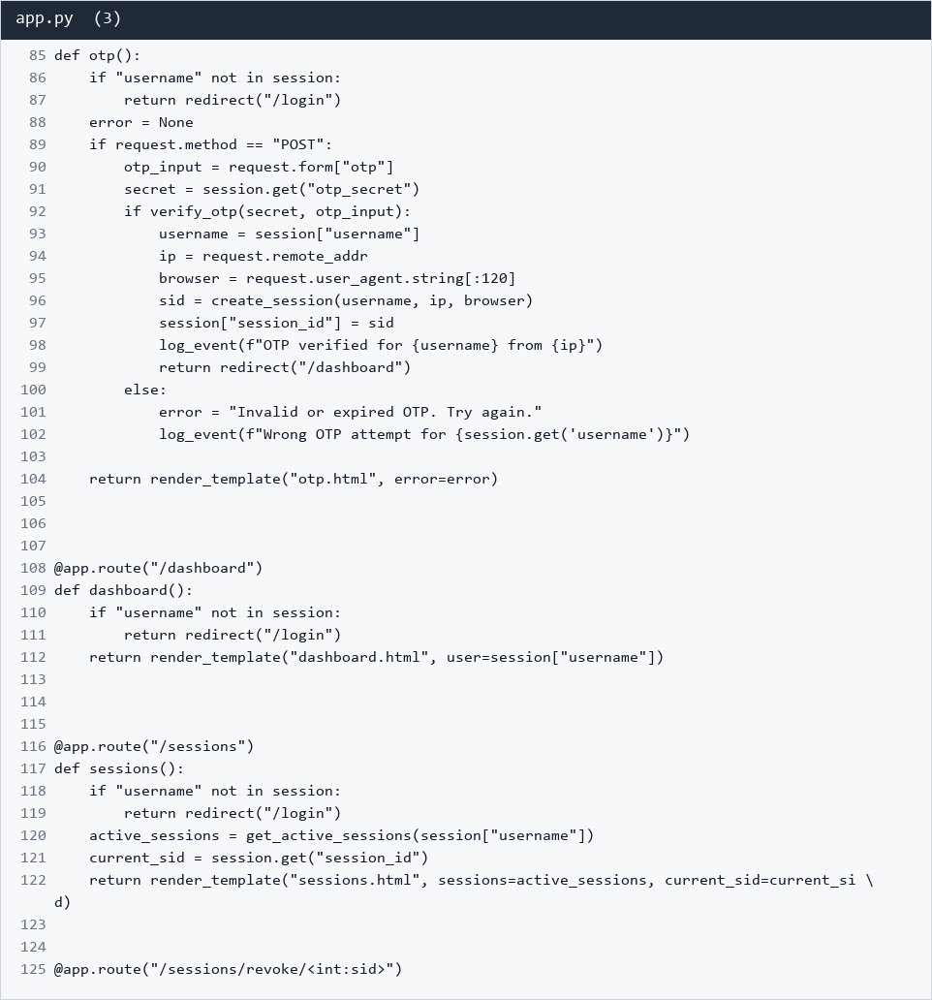 app.py  (3)
85 def otp():
86     if "username" not in session:
87         return redirect("/login")
88     error = None
89     if request.method == "POST":
90         otp_input = request.form["otp"]
91         secret = session.get("otp_secret")
92         if verify_otp(secret, otp_input):
93             username = session["username"]
94             ip = request.remote_addr
95             browser = request.user_agent.string[:120]
96             sid = create_session(username, ip, browser)
97             session["session_id"] = sid
98             log_event(f"OTP verified for {username} from {ip}")
99             return redirect("/dashboard")
100         else:
101             error = "Invalid or expired OTP. Try again."
102             log_event(f"Wrong OTP attempt for {session.get('username')}")
103
104     return render_template("otp.html", error=error)
105
106
107
108 @app.route("/dashboard")
109 def dashboard():
110     if "username" not in session:
111         return redirect("/login")
112     return render_template("dashboard.html", user=session["username"])
113
114
115
116 @app.route("/sessions")
117 def sessions():
118     if "username" not in session:
119         return redirect("/login")
120     active_sessions = get_active_sessions(session["username"])
121     current_sid = session.get("session_id")
122     return render_template("sessions.html", sessions=active_sessions, current_sid=current_si \
d)
123
124
125 @app.route("/sessions/revoke/<int:sid>")